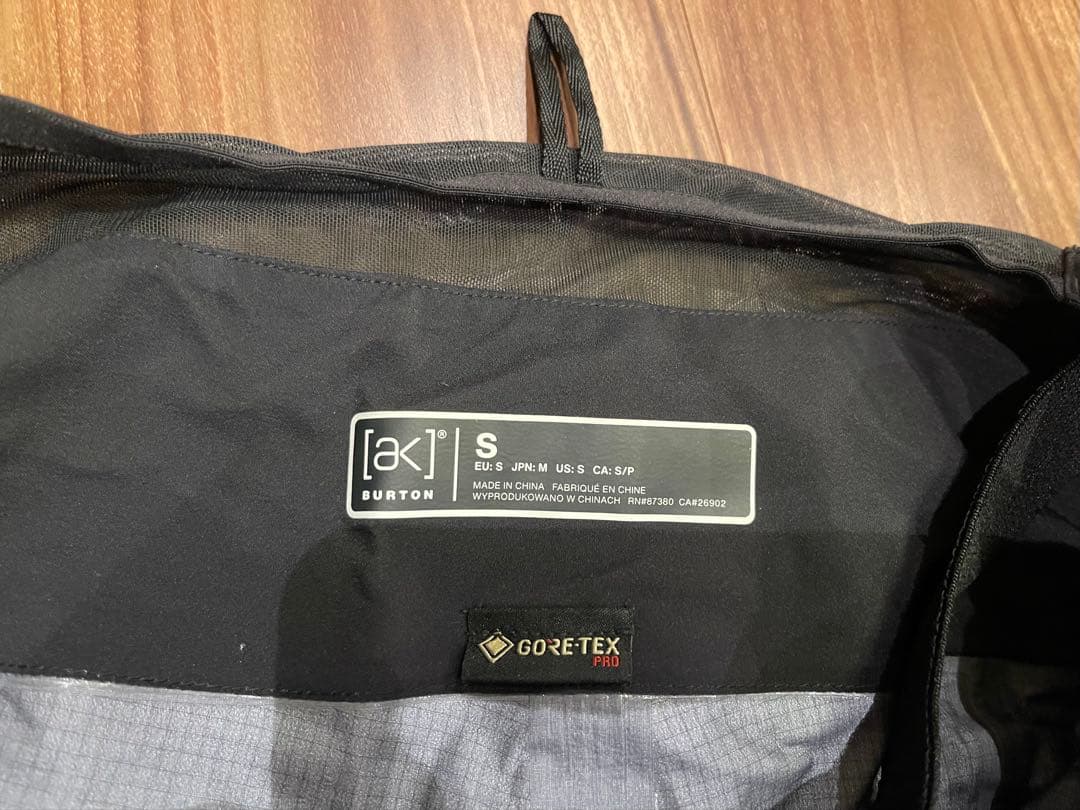 [ak]®
BURTON
S
EU: S JPN: M US: S CA: S/P
MADE IN CHINA FABRIQUÉ EN CHINE
WYPRODUKOWANO W CHINACH RN#87380 CA#26902
GORE-TEX
PRO